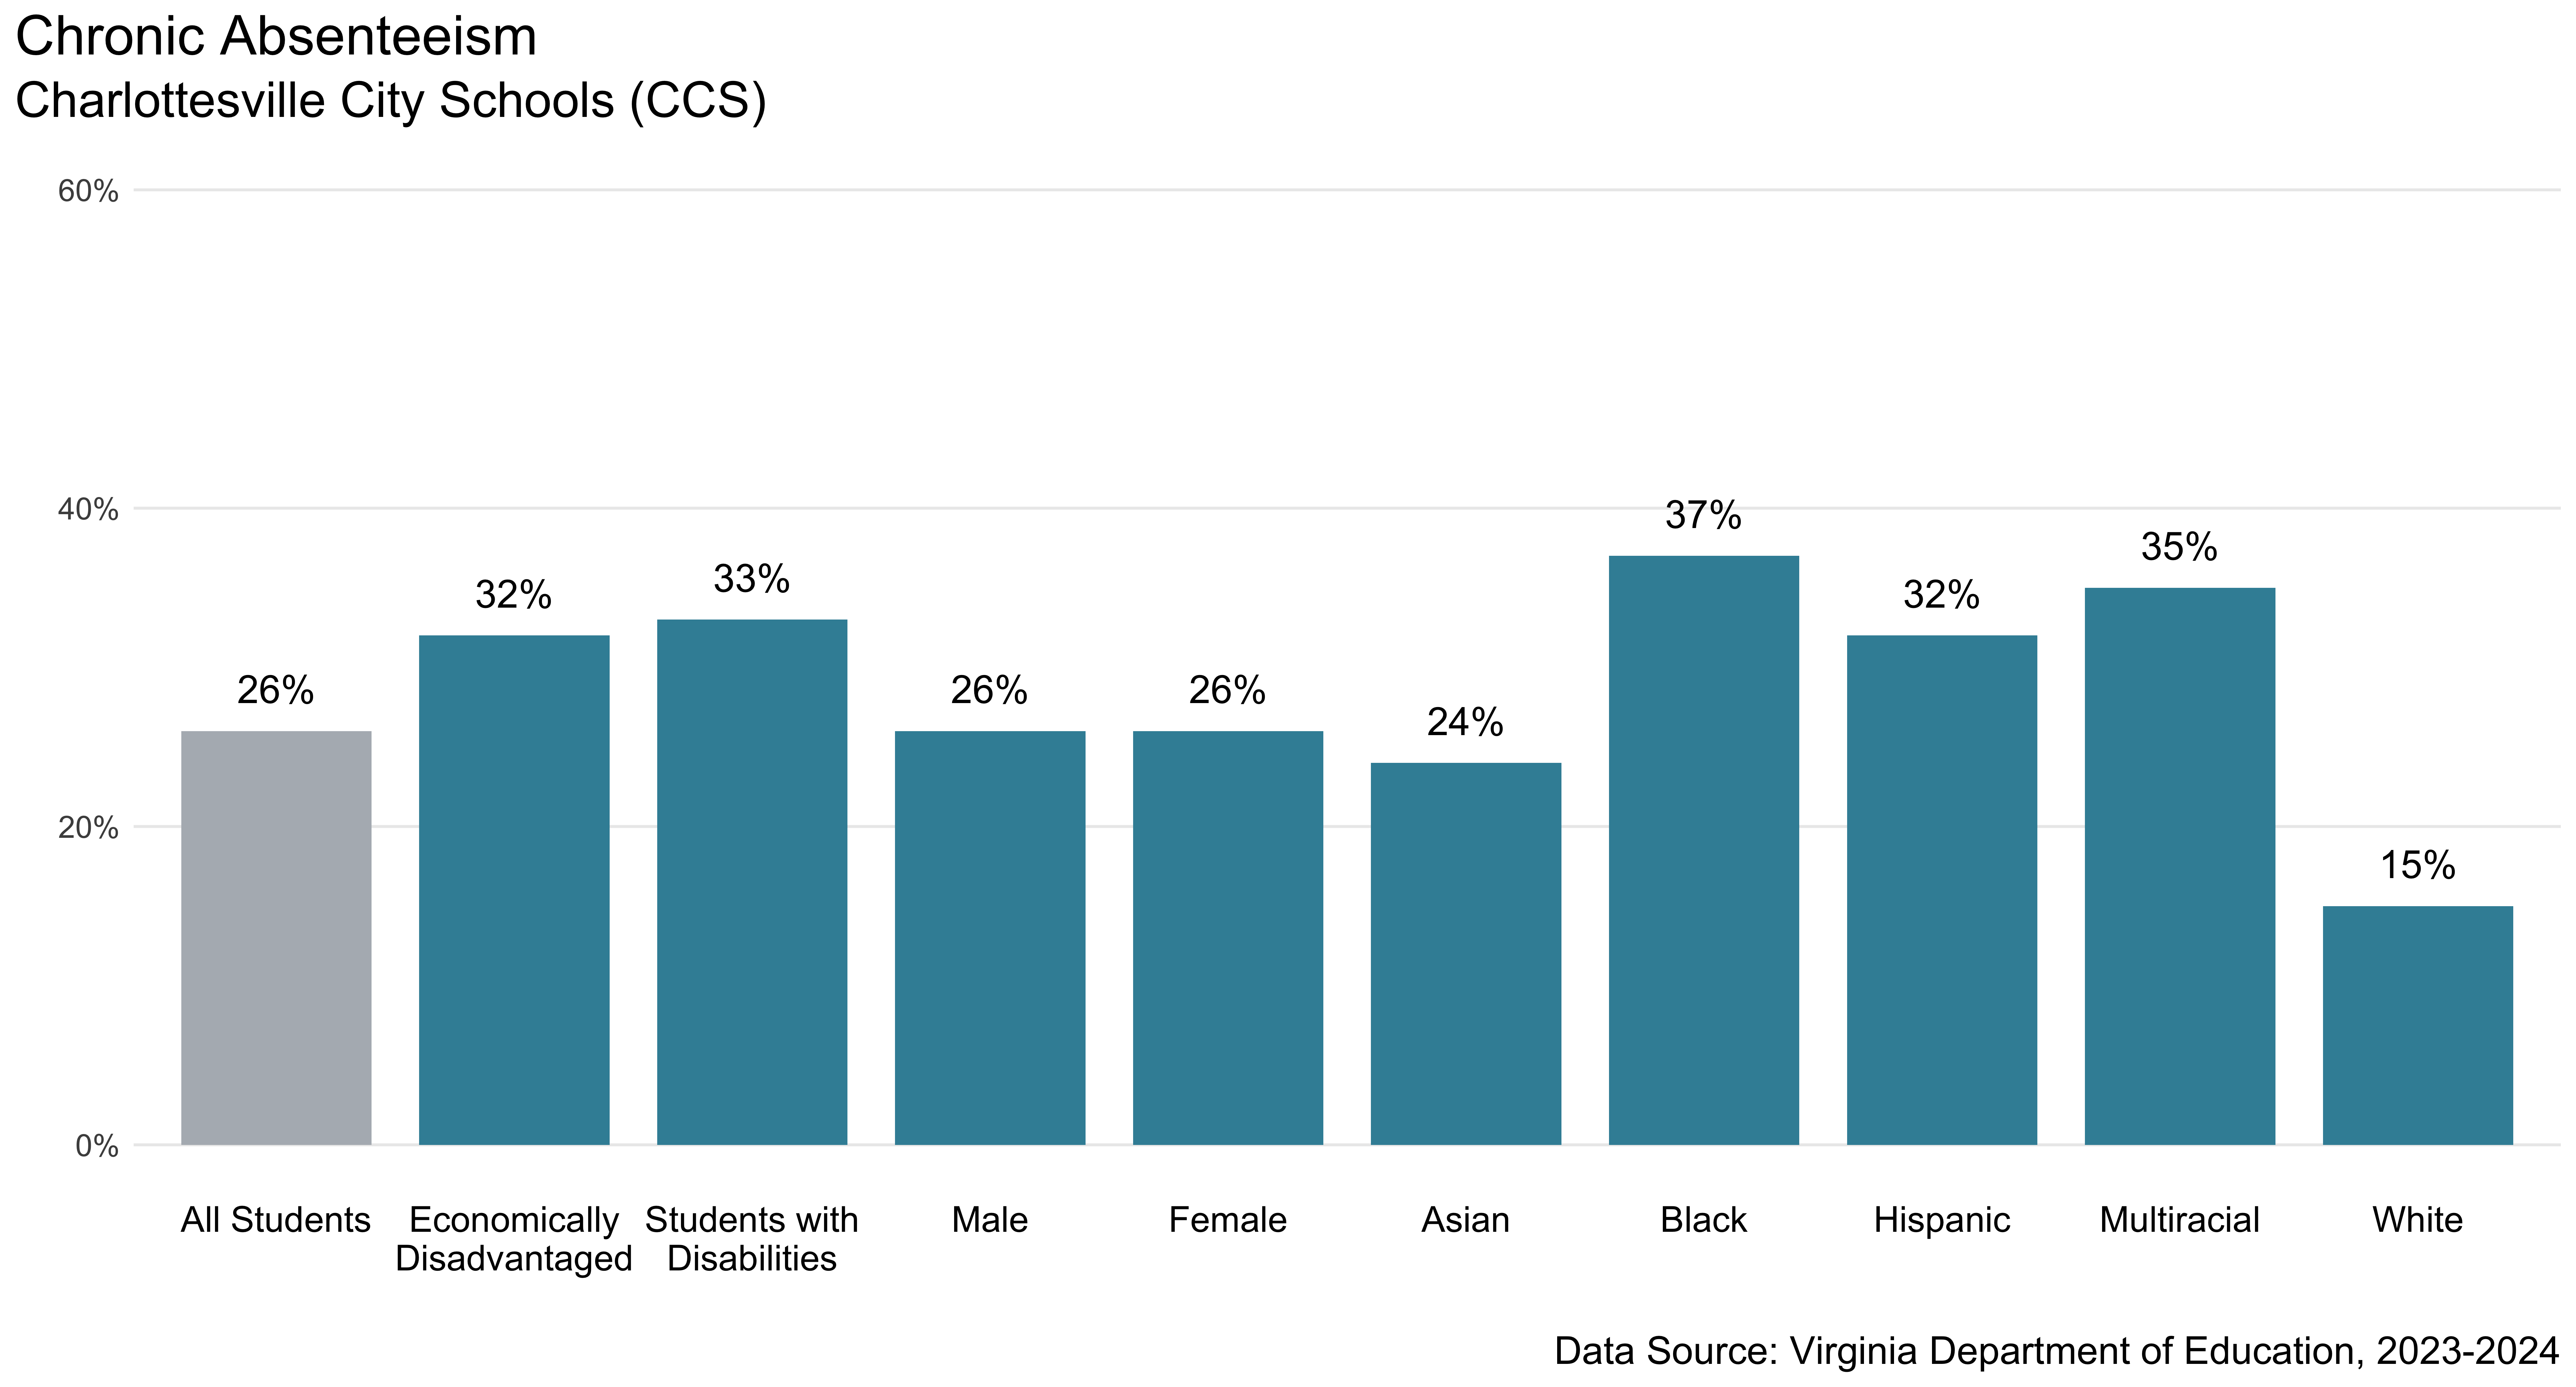 Chronic Absenteeism
Charlottesville City Schools (CCS)
60%
40%
20%
0%
26%
32%
33%
26%
26%
24%
37%
32%
35%
15%
All Students
Economically
Disadvantaged
Students with
Disabilities
Male
Female
Asian
Black
Hispanic
Multiracial
White
Data Source: Virginia Department of Education, 2023-2024